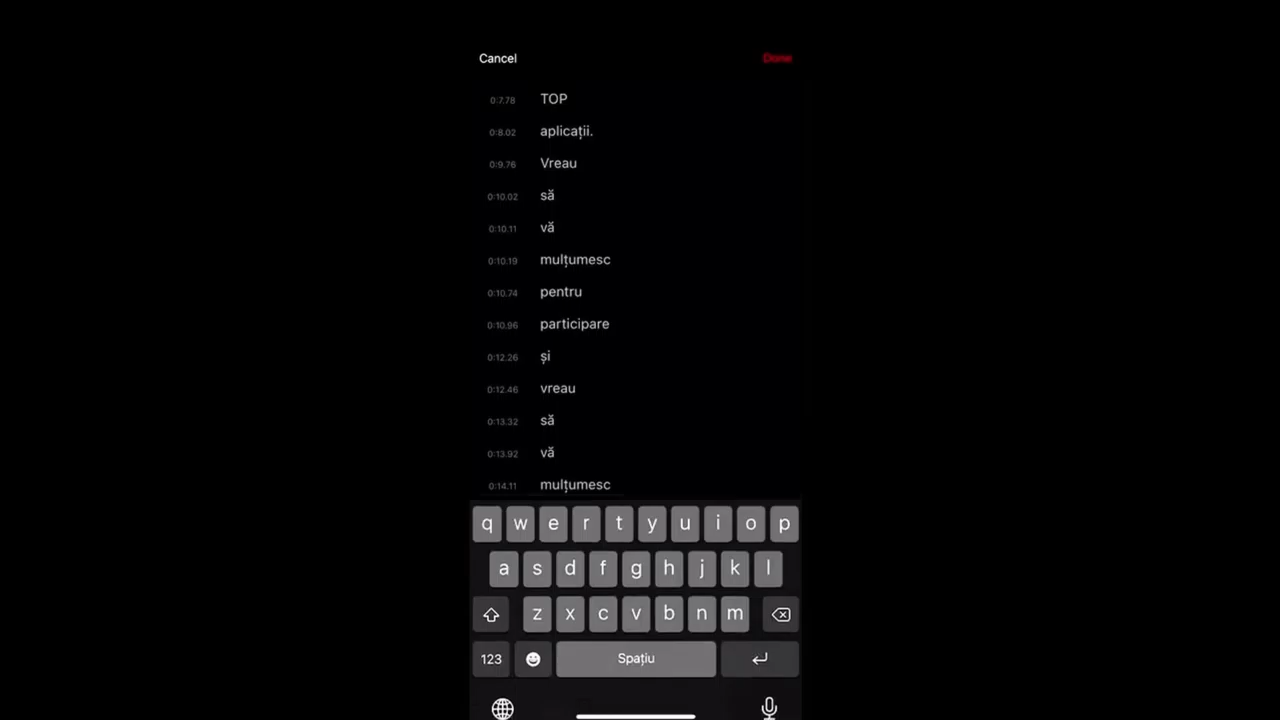 Cancel Done
0:7.78 TOP
0:8.02 aplicații.
0:9.76 Vreau
0:10.02 să
0:10.11 vă
0:10.19 mulțumesc
0:10.74 pentru
0:10.96 participare
0:12.26 și
0:12.46 vreau
0:13.32 să
0:13.92 vă
0:14.11 mulțumesc
q w e r t y u i o p
a s d f g h j k l
z x c v b n m
123 Spațiu